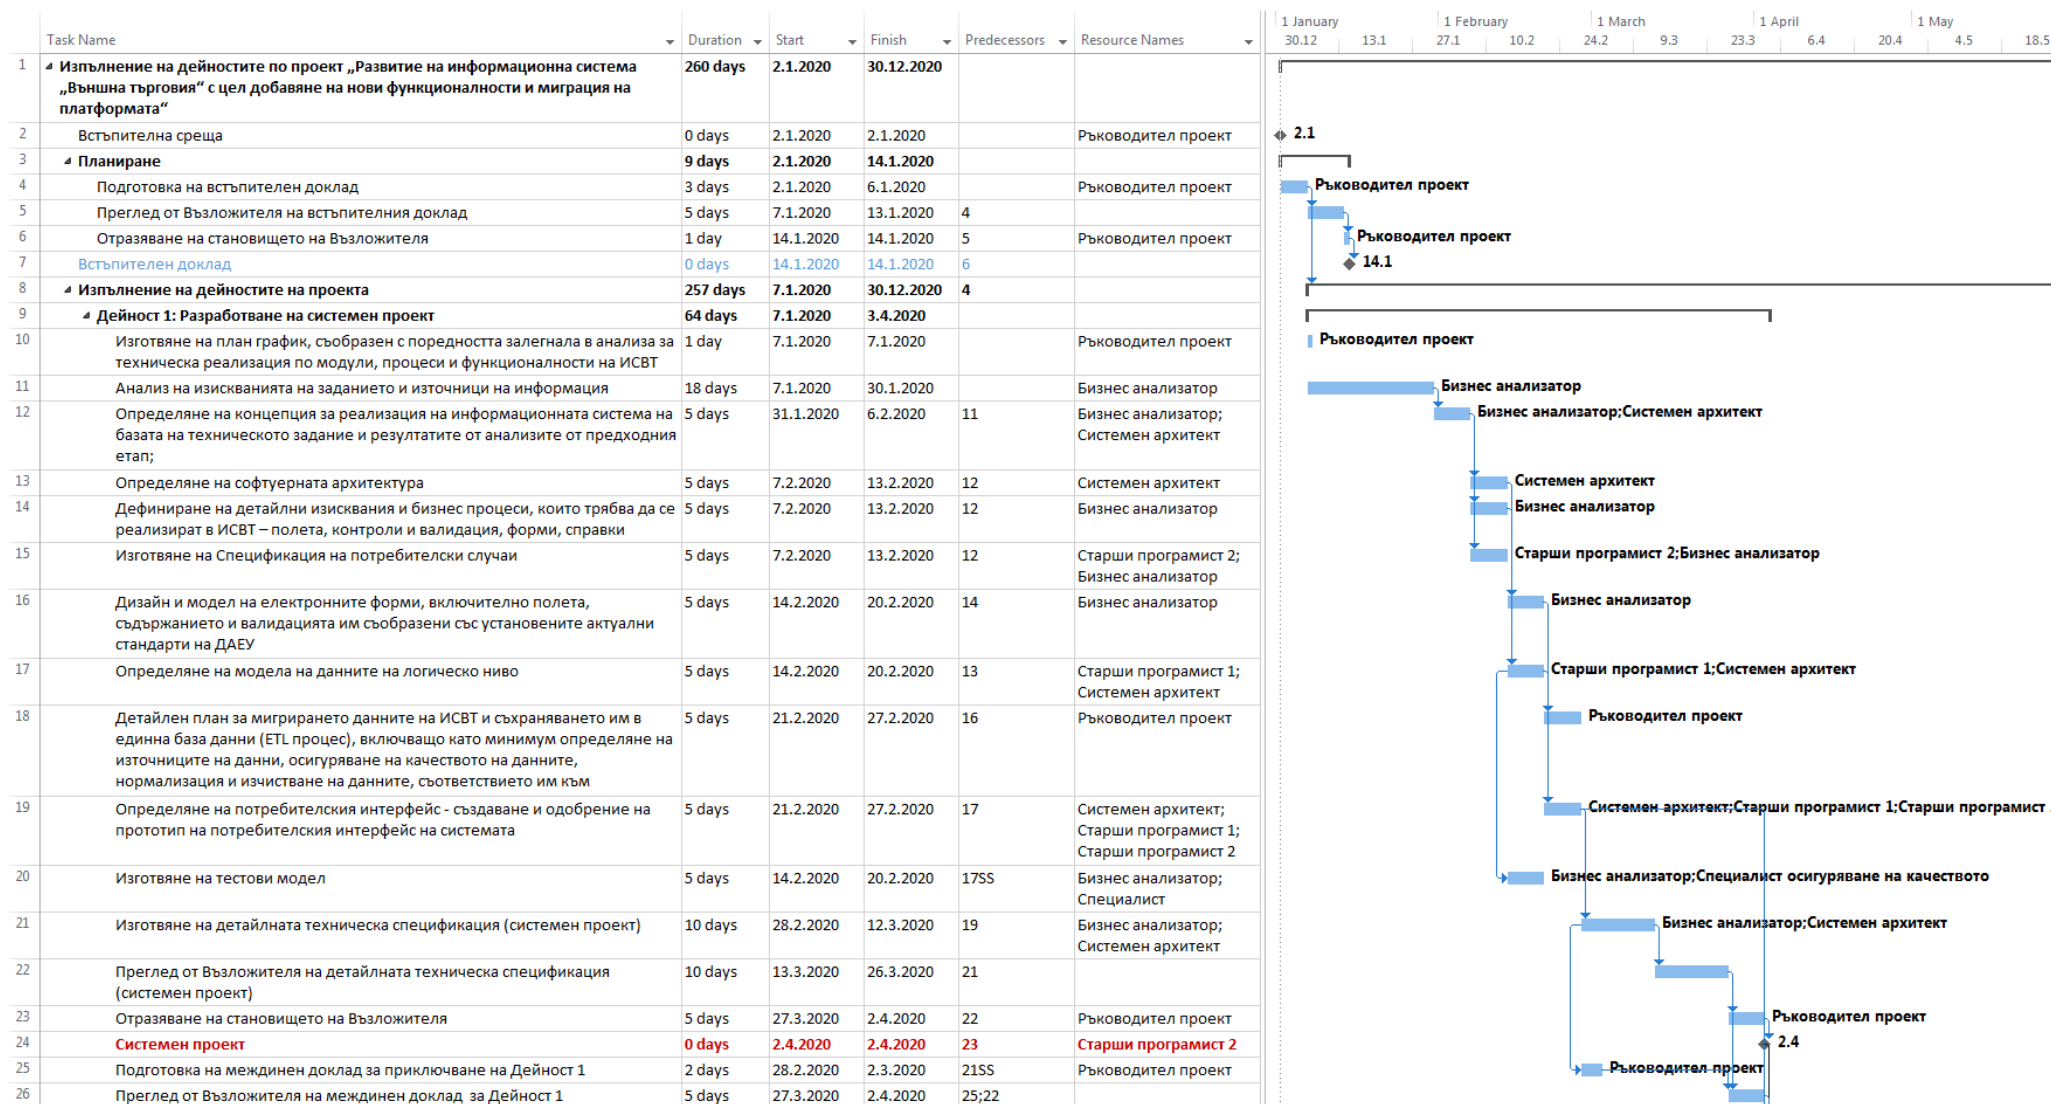 1 January 1 February 1 March 1 April 1 May
Task Name Duration Start Finish Predecessors Resource Names 30.12 13.1 27.1 10.2 24.2 9.3 23.3 6.4 20.4 4.5 18.5
1 Изпълнение на дейностите по проект „Развитие на информационна система 260 days 2.1.2020 30.12.2020
„Външна търговия“ с цел добавяне на нови функционалности и миграция на
платформата“
2 Встъпителна среща 0 days 2.1.2020 2.1.2020 Ръководител проект 2.1
3 Планиране 9 days 2.1.2020 14.1.2020
4 Подготовка на встъпителен доклад 3 days 2.1.2020 6.1.2020 Ръководител проект Ръководител проект
5 Преглед от Възложителя на встъпителния доклад 5 days 7.1.2020 13.1.2020 4
6 Отразяване на становището на Възложителя 1 day 14.1.2020 14.1.2020 5 Ръководител проект Ръководител проект
7 Встъпителен доклад 0 days 14.1.2020 14.1.2020 6 14.1
8 Изпълнение на дейностите на проекта 257 days 7.1.2020 30.12.2020 4
9 Дейност 1: Разработване на системен проект 64 days 7.1.2020 3.4.2020
10 Изготвяне на план график, съобразен с поредността залегнала в анализа за 1 day 7.1.2020 7.1.2020 Ръководител проект Ръководител проект
техническа реализация по модули, процеси и функционалности на ИСВТ
11 Анализ на изискванията на заданието и източници на информация 18 days 7.1.2020 30.1.2020 Бизнес анализатор Бизнес анализатор
12 Определяне на концепция за реализация на информационната система на 5 days 31.1.2020 6.2.2020 11 Бизнес анализатор; Бизнес анализатор;Системен архитект
базата на техническото задание и резултатите от анализите от предходния Системен архитект
етап;
13 Определяне на софтуерната архитектура 5 days 7.2.2020 13.2.2020 12 Системен архитект Системен архитект
14 Дефиниране на детайлни изисквания и бизнес процеси, които трябва да се 5 days 7.2.2020 13.2.2020 12 Бизнес анализатор Бизнес анализатор
реализират в ИСВТ – полета, контроли и валидация, форми, справки
15 Изготвяне на Спецификация на потребителски случаи 5 days 7.2.2020 13.2.2020 12 Старши програмист 2; Старши програмист 2;Бизнес анализатор
Бизнес анализатор
16 Дизайн и модел на електронните форми, включително полета, 5 days 14.2.2020 20.2.2020 14 Бизнес анализатор Бизнес анализатор
съдържанието и валидацията им съобразени със установените актуални
стандарти на ДАЕУ
17 Определяне на модела на данните на логическо ниво 5 days 14.2.2020 20.2.2020 13 Старши програмист 1; Старши програмист 1;Системен архитект
Системен архитект
18 Детайлен план за мигрирането данните на ИСВТ и съхраняването им в 5 days 21.2.2020 27.2.2020 16 Ръководител проект Ръководител проект
единна база данни (ETL процес), включващо като минимум определяне на
източниците на данни, осигуряване на качеството на данните,
нормализация и изчистване на данните, съответствието им към
19 Определяне на потребителския интерфейс - създаване и одобрение на 5 days 21.2.2020 27.2.2020 17 Системен архитект; Системен архитект;Старши програмист 1;Старши програмист
прототип на потребителския интерфейс на системата Старши програмист 1;
Старши програмист 2
20 Изготвяне на тестови модел 5 days 14.2.2020 20.2.2020 17SS Бизнес анализатор; Бизнес анализатор;Специалист осигуряване на качеството
Специалист
21 Изготвяне на детайлната техническа спецификация (системен проект) 10 days 28.2.2020 12.3.2020 19 Бизнес анализатор; Бизнес анализатор;Системен архитект
Системен архитект
22 Преглед от Възложителя на детайлната техническа спецификация 10 days 13.3.2020 26.3.2020 21
(системен проект)
23 Отразяване на становището на Възложителя 5 days 27.3.2020 2.4.2020 22 Ръководител проект Ръководител проект
24 Системен проект 0 days 2.4.2020 2.4.2020 23 Старши програмист 2 2.4
25 Подготовка на междинен доклад за приключване на Дейност 1 2 days 28.2.2020 2.3.2020 21SS Ръководител проект Ръководител проект
26 Преглед от Възложителя на междинен доклад за Дейност 1 5 days 27.3.2020 2.4.2020 25;22